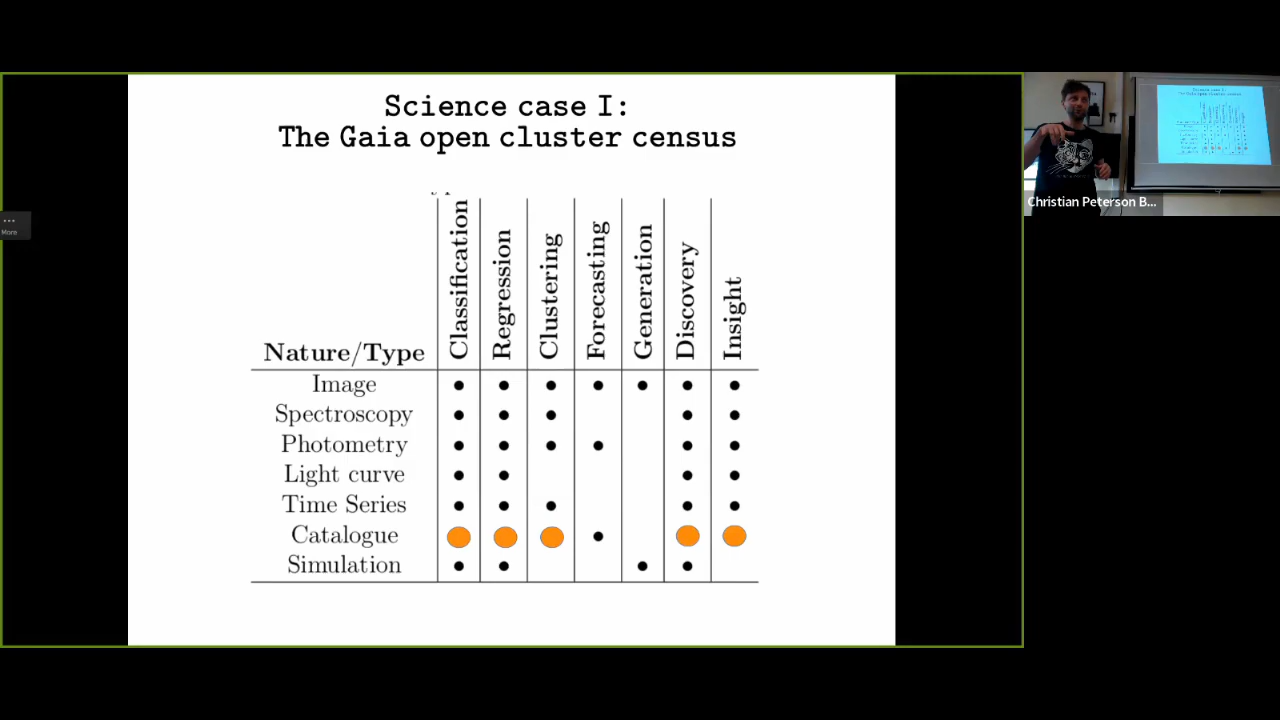 Science case I:
The Gaia open cluster census
Classification
Regression
Clustering
Forecasting
Generation
Discovery
Insight
Nature/Type
Image
Spectroscopy
Photometry
Light curve
Time Series
Catalogue
Simulation
More
Christian Peterson B...